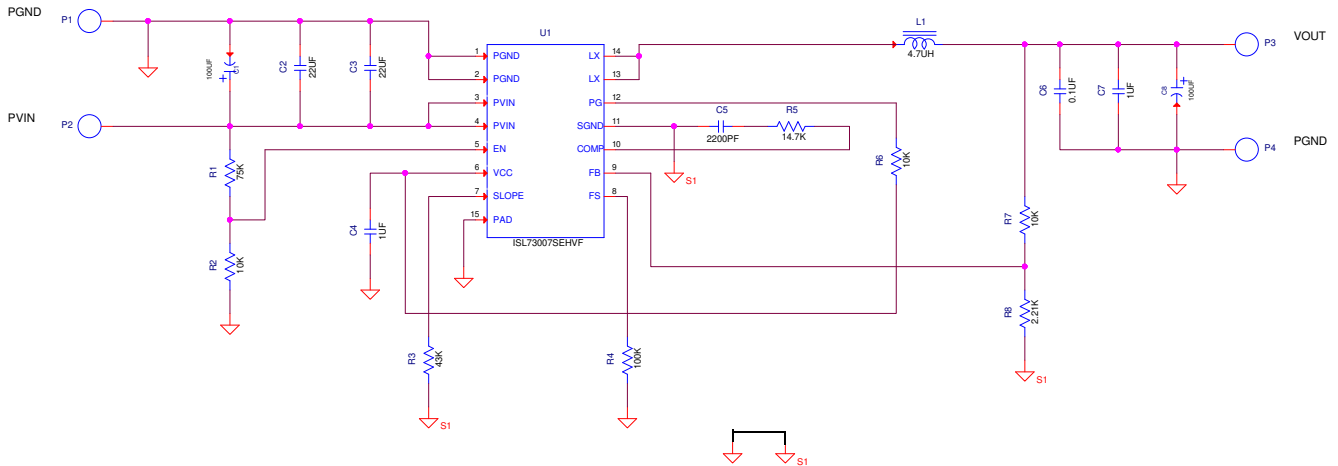 PGND
P1
PVIN
P2
100UF
C1
+
C2
22UF
C3
22UF
R1
75K
R2
10K
C4
1UF
U1
1
PGND
2
PGND
3
PVIN
4
PVIN
5
EN
6
VCC
7
SLOPE
15
PAD
14
LX
13
LX
12
PG
11
SGND
10
COMP
9
FB
8
FS
ISL73007SEHVF
R3
43K
S1
R4
100K
S1
C5
2200PF
R5
14.7K
R6
10K
L1
4.7UH
C6
0.1UF
C7
1UF
C8
+
100UF
R7
10K
R8
2.21K
S1
P3
VOUT
P4
PGND
S1